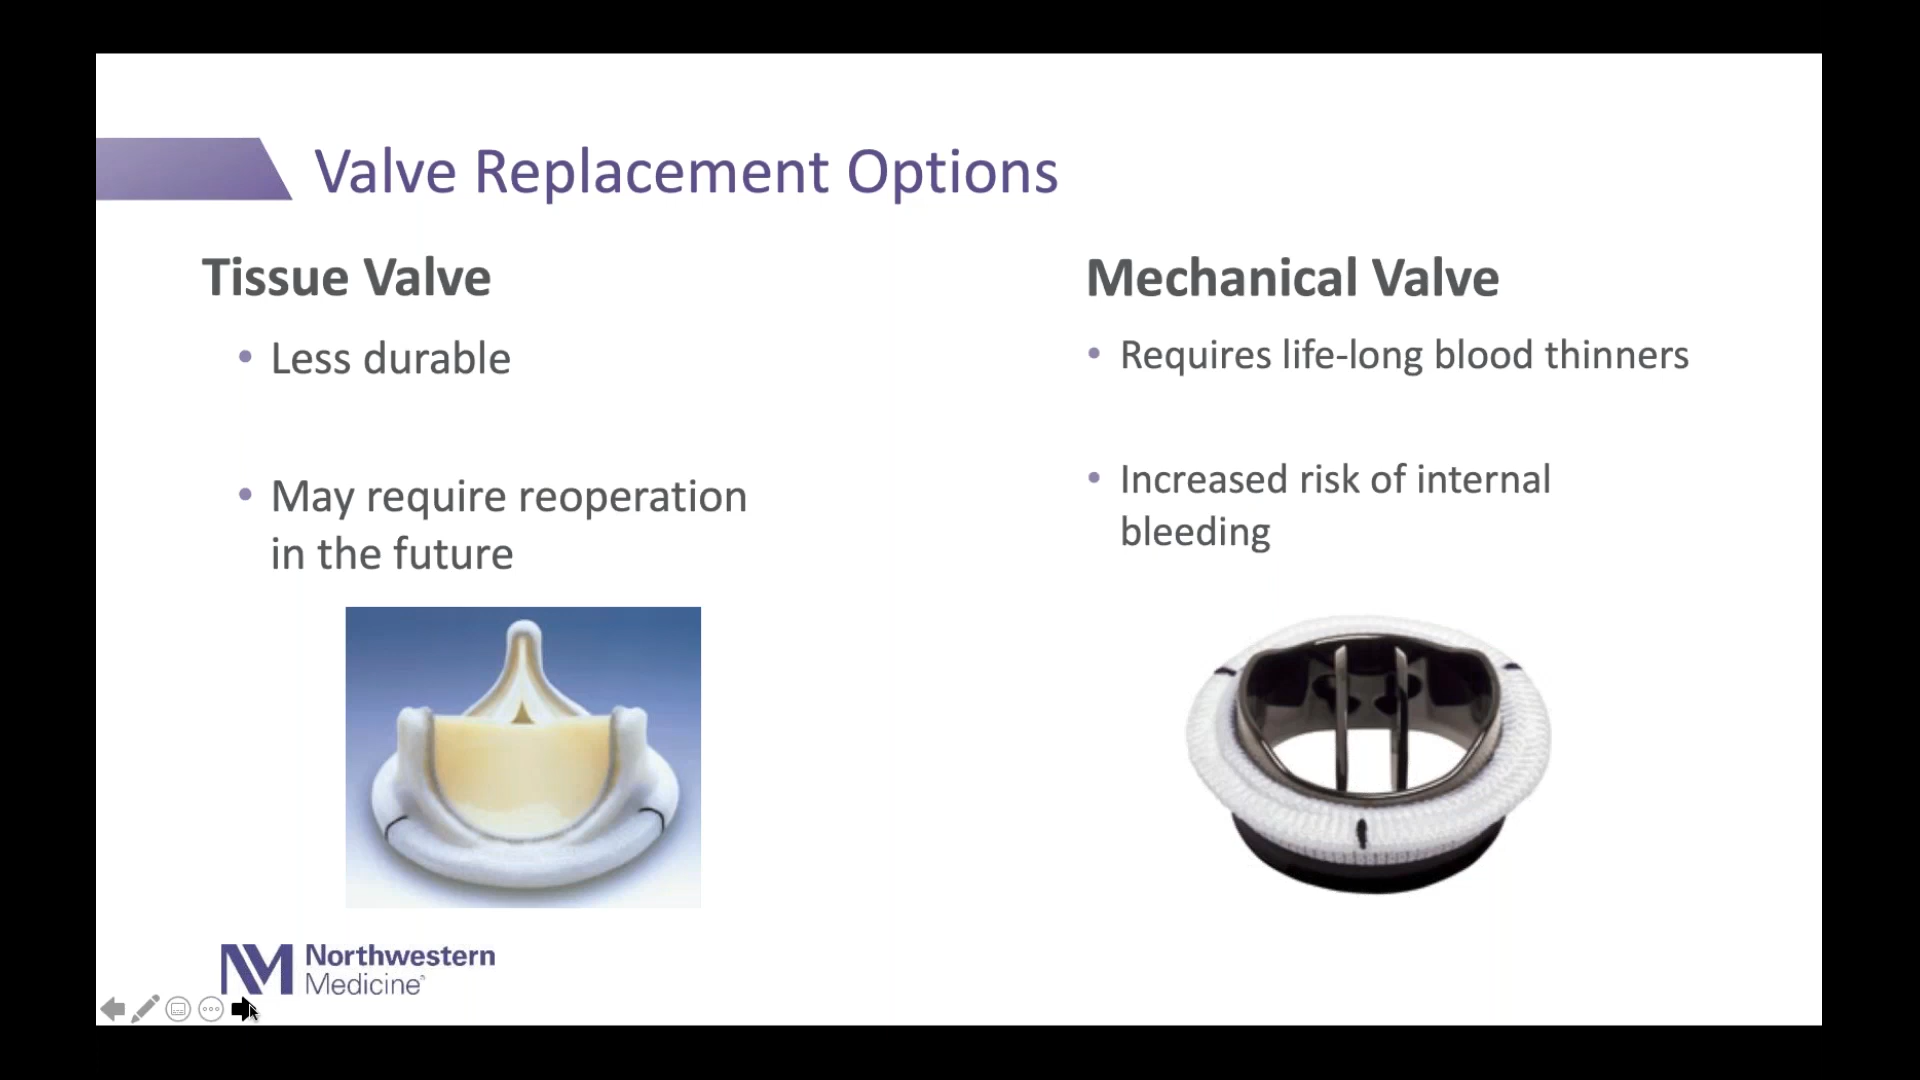 Valve Replacement Options
Tissue Valve
• Less durable
• May require reoperation
in the future
Mechanical Valve
• Requires life-long blood thinners
• Increased risk of internal
bleeding
NM
Northwestern
Medicine®